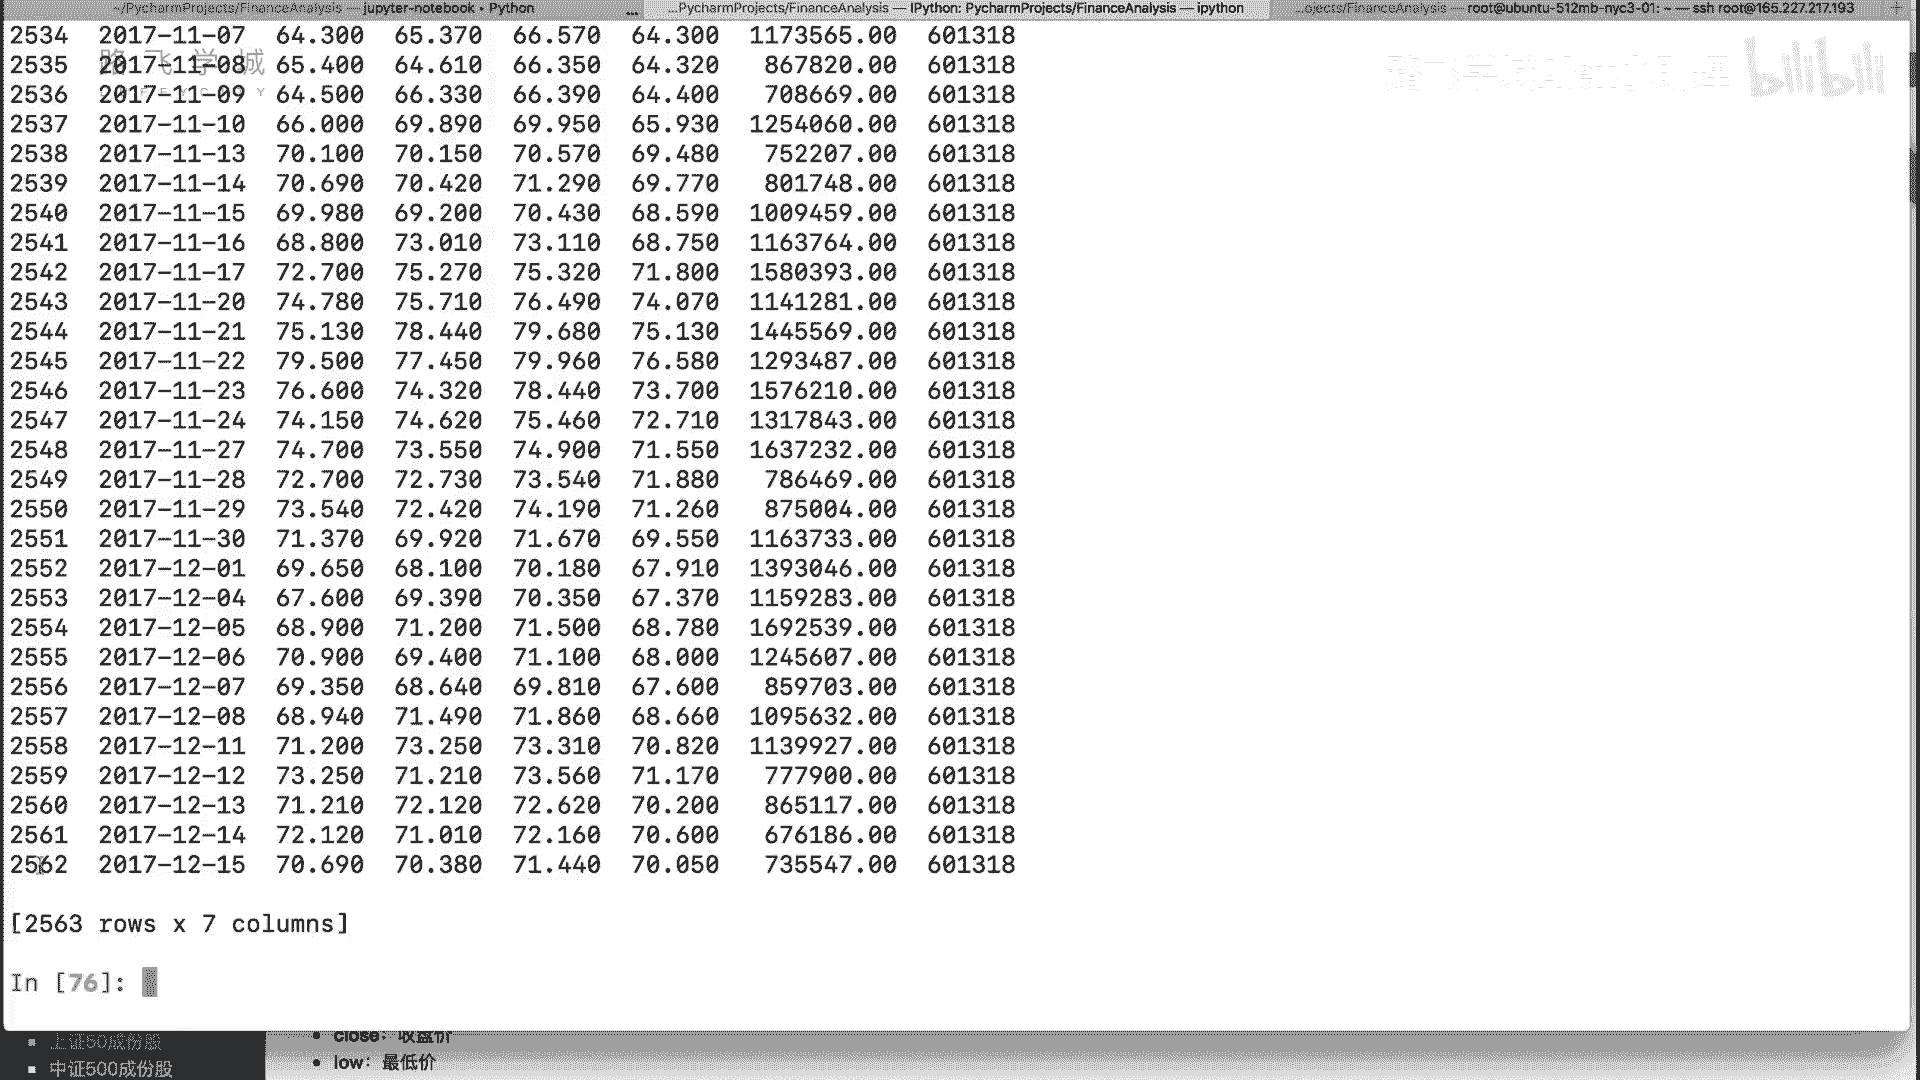 ~/PycharmProjects/FinanceAnalysis — jupyter-notebook • Python ... ...PycharmProjects/FinanceAnalysis — IPython: PycharmProjects/FinanceAnalysis — ipython ...ojects/FinanceAnalysis — root@ubuntu-512mb-nyc3-01: ~ — ssh root@165.227.217.193 +
2534 2017-11-07 64.300 65.370 66.570 64.300 1173565.00 601318
路飞学城
bilibili
2535 2017-11-08 65.400 64.610 66.350 64.320 867820.00 601318
2536 2017-11-09 64.500 66.330 66.390 64.400 708669.00 601318
2537 2017-11-10 66.000 69.890 69.950 65.930 1254060.00 601318
2538 2017-11-13 70.100 70.150 70.570 69.480 752207.00 601318
2539 2017-11-14 70.690 70.420 71.290 69.770 801748.00 601318
2540 2017-11-15 69.980 69.200 70.430 68.590 1009459.00 601318
2541 2017-11-16 68.800 73.010 73.110 68.750 1163764.00 601318
2542 2017-11-17 72.700 75.270 75.320 71.800 1580393.00 601318
2543 2017-11-20 74.780 75.710 76.490 74.070 1141281.00 601318
2544 2017-11-21 75.130 78.440 79.680 75.130 1445569.00 601318
2545 2017-11-22 79.500 77.450 79.960 76.580 1293487.00 601318
2546 2017-11-23 76.600 74.320 78.440 73.700 1576210.00 601318
2547 2017-11-24 74.150 74.620 75.460 72.710 1317843.00 601318
2548 2017-11-27 74.700 73.550 74.900 71.550 1637232.00 601318
2549 2017-11-28 72.700 72.730 73.540 71.880 786469.00 601318
2550 2017-11-29 73.540 72.420 74.190 71.260 875004.00 601318
2551 2017-11-30 71.370 69.920 71.670 69.550 1163733.00 601318
2552 2017-12-01 69.650 68.100 70.180 67.910 1393046.00 601318
2553 2017-12-04 67.600 69.390 70.350 67.370 1159283.00 601318
2554 2017-12-05 68.900 71.200 71.500 68.780 1692539.00 601318
2555 2017-12-06 70.900 69.400 71.100 68.000 1245607.00 601318
2556 2017-12-07 69.350 68.640 69.810 67.600 859703.00 601318
2557 2017-12-08 68.940 71.490 71.860 68.660 1095632.00 601318
2558 2017-12-11 71.200 73.250 73.310 70.820 1139927.00 601318
2559 2017-12-12 73.250 71.210 73.560 71.170 777900.00 601318
2560 2017-12-13 71.210 72.120 72.620 70.200 865117.00 601318
2561 2017-12-14 72.120 71.010 72.160 70.600 676186.00 601318
2562 2017-12-15 70.690 70.380 71.440 70.050 735547.00 601318
[2563 rows x 7 columns]
In [76]:
上证50成份股
中证500成份股
close：收盘价
low：最低价